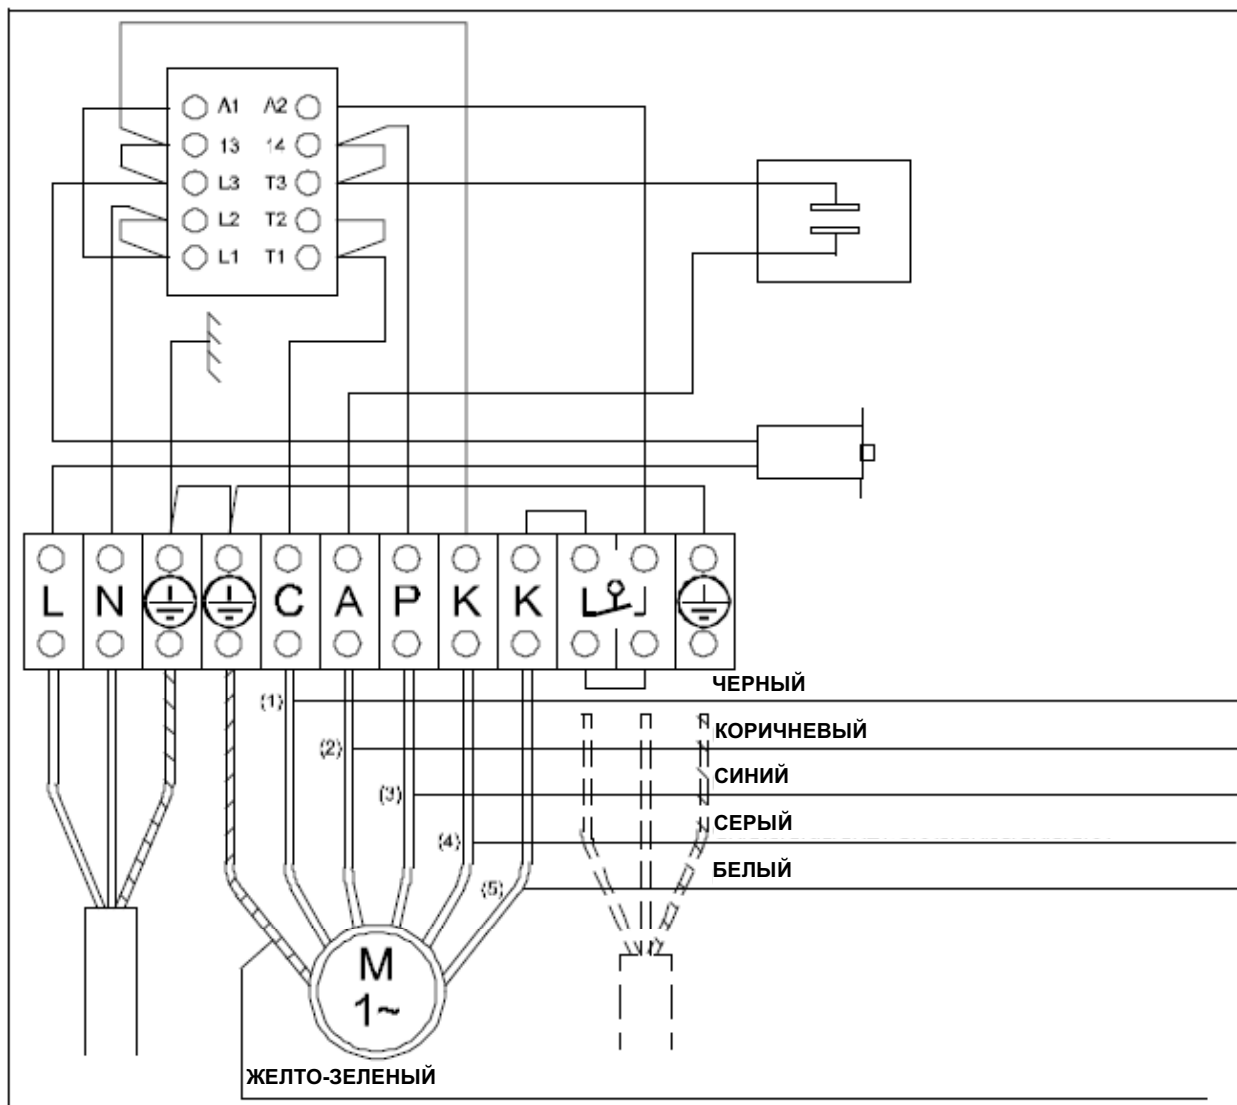 A1 A2
13 14
L3 T3
L2 T2
L1 T1
L N C A P K K L
(1)
ЧЕРНЫЙ
(2)
КОРИЧНЕВЫЙ
(3)
СИНИЙ
(4)
СЕРЫЙ
(5)
БЕЛЫЙ
M
1~
ЖЕЛТО-ЗЕЛЕНЫЙ